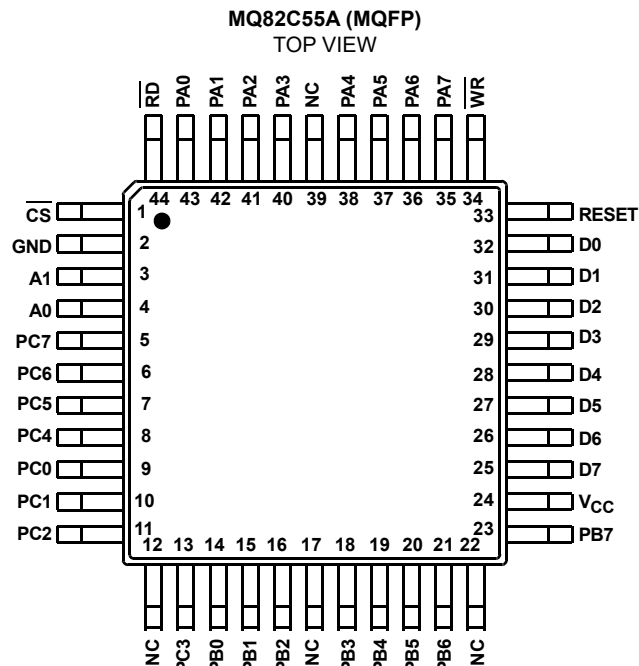 MQ82C55A (MQFP)
TOP VIEW
RD PA0 PA1 PA2 PA3 NC PA4 PA5 PA6 PA7 WR
44 43 42 41 40 39 38 37 36 35 34
CS 1 33 RESET
GND 2 32 D0
A1 3 31 D1
A0 4 30 D2
PC7 5 29 D3
PC6 6 28 D4
PC5 7 27 D5
PC4 8 26 D6
PC0 9 25 D7
PC1 10 24 VCC
PC2 11 23 PB7
12 13 14 15 16 17 18 19 20 21 22
NC PC3 PB0 PB1 PB2 NC PB3 PB4 PB5 PB6 NC